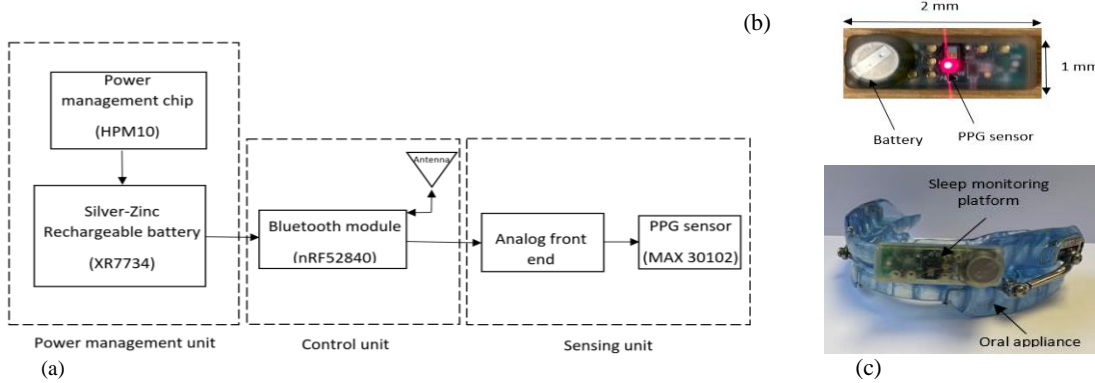 Power
management chip
(HPM10)
Silver-Zinc
Rechargeable battery
(XR7734)
Power management unit
(a)
Antenna
Bluetooth module
(nRF52840)
Control unit
Analog front
end
PPG sensor
(MAX 30102)
Sensing unit
(b)
2 mm
1 mm
Battery
PPG sensor
Sleep monitoring
platform
Oral appliance
(c)